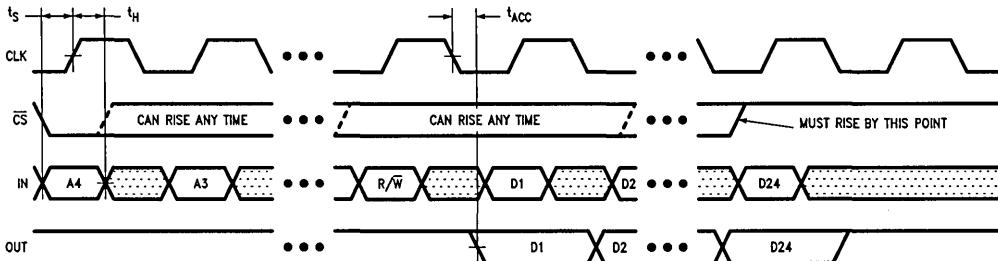 tS tH tACC
CLK
CS CAN RISE ANY TIME CAN RISE ANY TIME MUST RISE BY THIS POINT
IN A4 A3 R/W D1 D2 D24
OUT D1 D2 D24